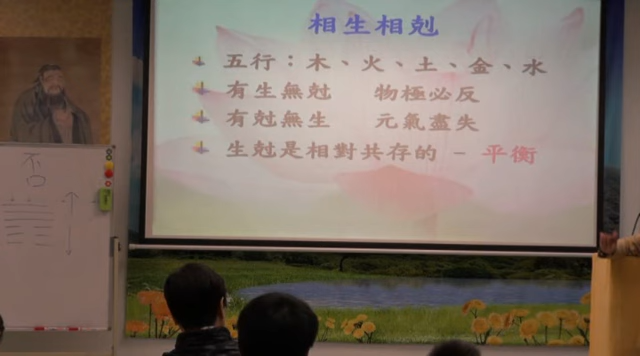 相生相剋
五行：木、火、土、金、水
有生無尅　物極必反
有尅無生　元氣盡失
生尅是相對共存的 － 平衡
否